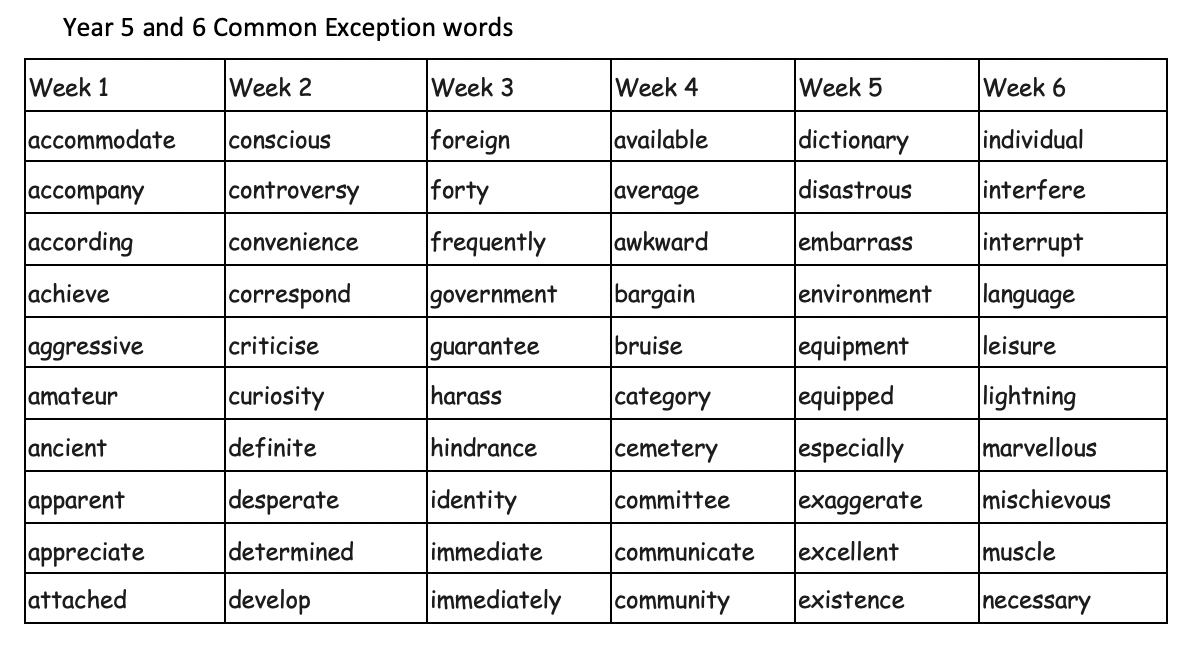 Year 5 and 6 Common Exception words
Week 1 Week 2 Week 3 Week 4 Week 5 Week 6
accommodate conscious foreign available dictionary individual
accompany controversy forty average disastrous interfere
according convenience frequently awkward embarrass interrupt
achieve correspond government bargain environment language
aggressive criticise guarantee bruise equipment leisure
amateur curiosity harass category equipped lightning
ancient definite hindrance cemetery especially marvellous
apparent desperate identity committee exaggerate mischievous
appreciate determined immediate communicate excellent muscle
attached develop immediately community existence necessary